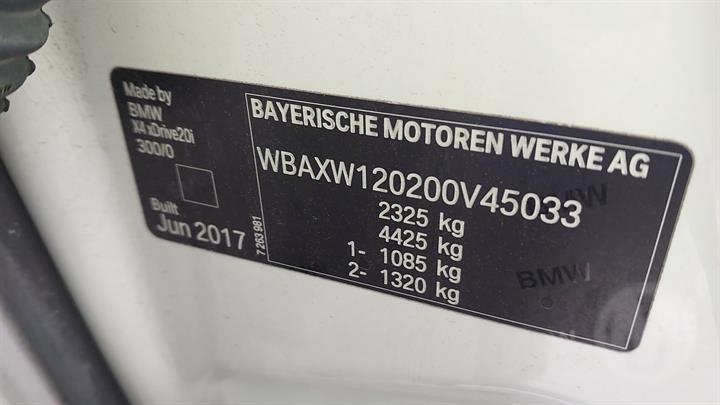 Made by
BMW
X4 xDrive20i
300/0
Built
Jun 2017
7 263 981
BAYERISCHE MOTOREN WERKE AG
WBAXW120200V45033
2325 kg
4425 kg
1- 1085 kg
2- 1320 kg
BMW